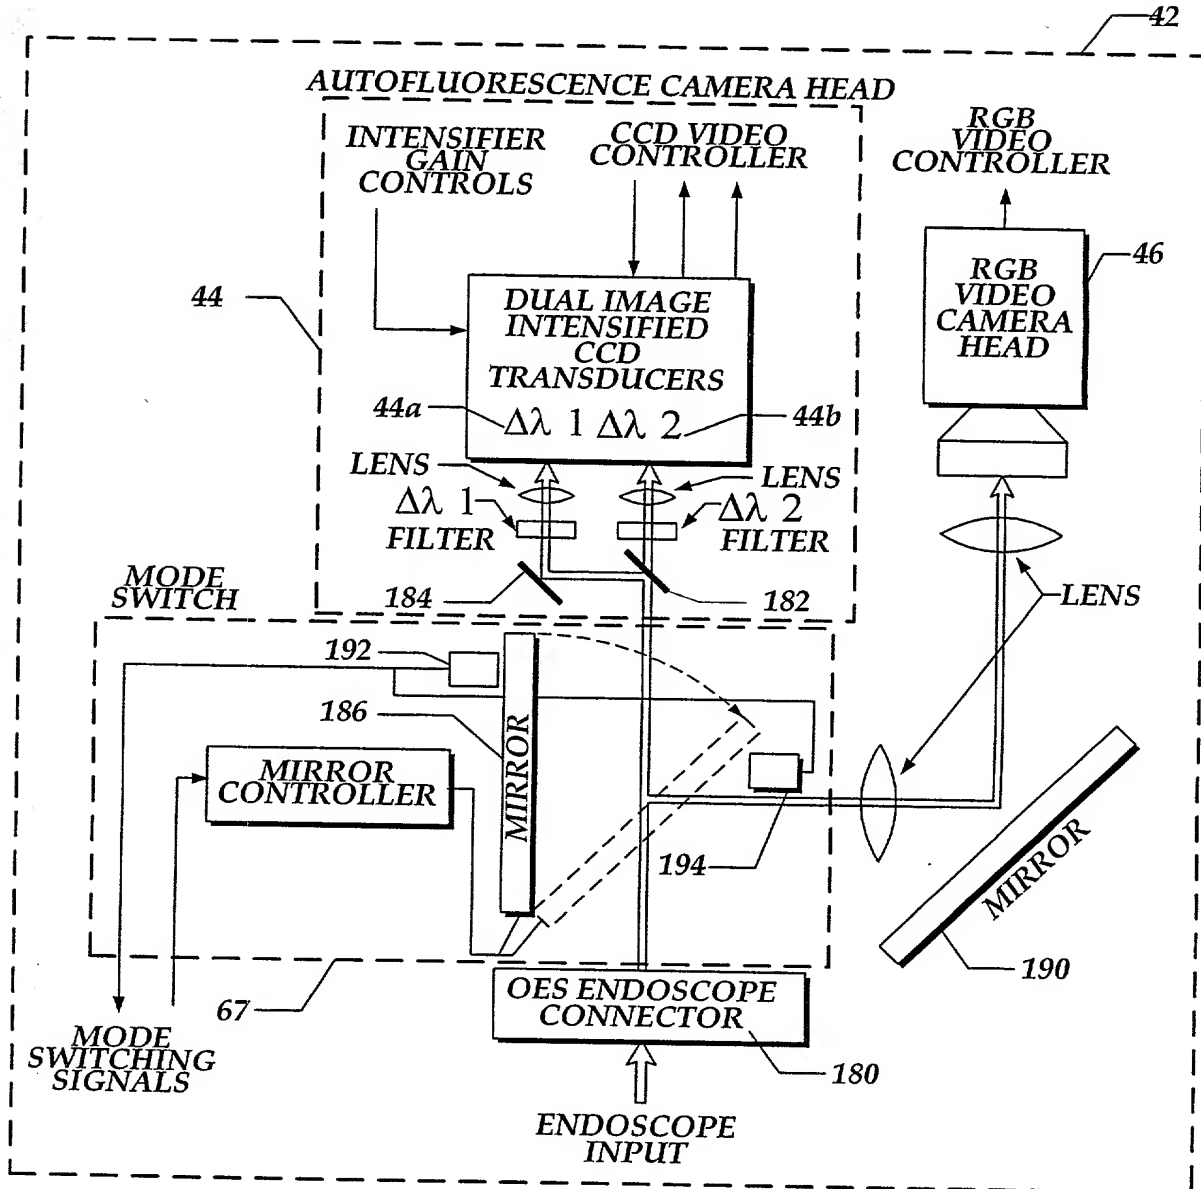 42
AUTOFLUORESCENCE CAMERA HEAD
INTENSIFIER
GAIN
CONTROLS
CCD VIDEO
CONTROLLER
RGB
VIDEO
CONTROLLER
44
DUAL IMAGE
INTENSIFIED
CCD
TRANSDUCERS
44a
Δλ 1 Δλ 2
44b
RGB
VIDEO
CAMERA
HEAD
46
LENS
LENS
Δλ 1
FILTER
Δλ 2
FILTER
184
182
LENS
MODE
SWITCH
192
186
MIRROR
MIRROR
CONTROLLER
194
MIRROR
190
67
OES ENDOSCOPE
CONNECTOR
180
MODE
SWITCHING
SIGNALS
ENDOSCOPE
INPUT